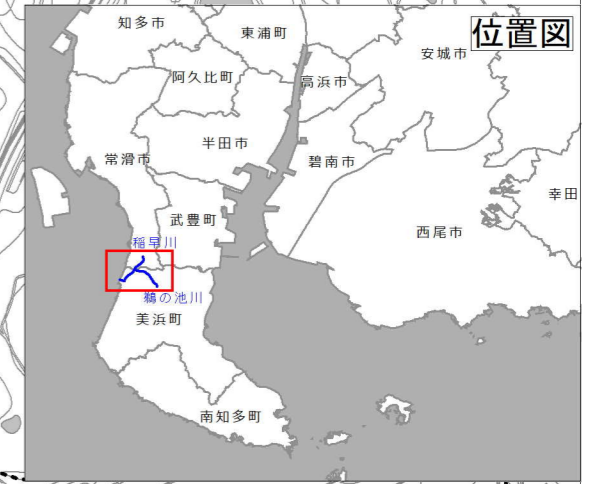 位置図
知多市
東浦町
安城市
阿久比町
高浜市
半田市
常滑市
碧南市
幸田
武豊町
西尾市
稲早川
鵜の池川
美浜町
南知多町